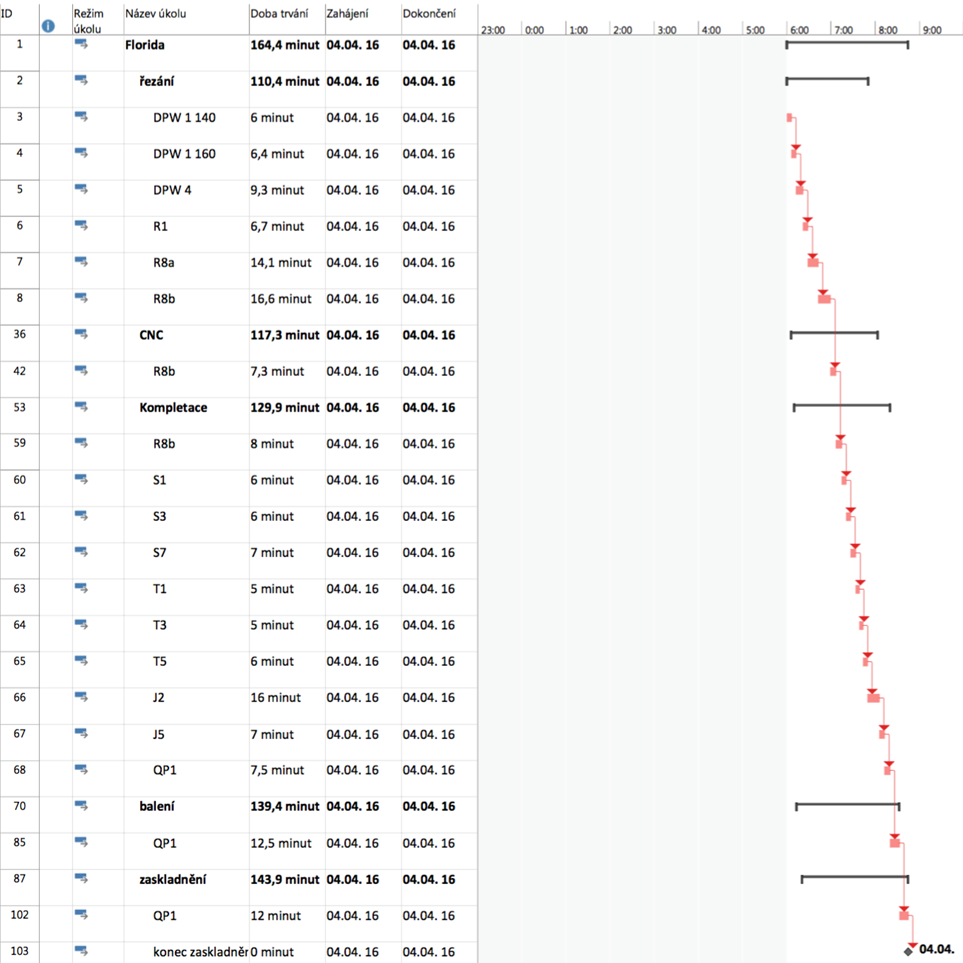 ID Režim úkolu Název úkolu Doba trvání Zahájení Dokončení 23:00 0:00 1:00 2:00 3:00 4:00 5:00 6:00 7:00 8:00 9:00
1 Florida 164,4 minut 04.04. 16 04.04. 16
2 řezání 110,4 minut 04.04. 16 04.04. 16
3 DPW 1 140 6 minut 04.04. 16 04.04. 16
4 DPW 1 160 6,4 minut 04.04. 16 04.04. 16
5 DPW 4 9,3 minut 04.04. 16 04.04. 16
6 R1 6,7 minut 04.04. 16 04.04. 16
7 R8a 14,1 minut 04.04. 16 04.04. 16
8 R8b 16,6 minut 04.04. 16 04.04. 16
36 CNC 117,3 minut 04.04. 16 04.04. 16
42 R8b 7,3 minut 04.04. 16 04.04. 16
53 Kompletace 129,9 minut 04.04. 16 04.04. 16
59 R8b 8 minut 04.04. 16 04.04. 16
60 S1 6 minut 04.04. 16 04.04. 16
61 S3 6 minut 04.04. 16 04.04. 16
62 S7 7 minut 04.04. 16 04.04. 16
63 T1 5 minut 04.04. 16 04.04. 16
64 T3 5 minut 04.04. 16 04.04. 16
65 T5 6 minut 04.04. 16 04.04. 16
66 J2 16 minut 04.04. 16 04.04. 16
67 J5 7 minut 04.04. 16 04.04. 16
68 QP1 7,5 minut 04.04. 16 04.04. 16
70 balení 139,4 minut 04.04. 16 04.04. 16
85 QP1 12,5 minut 04.04. 16 04.04. 16
87 zaskladnění 143,9 minut 04.04. 16 04.04. 16
102 QP1 12 minut 04.04. 16 04.04. 16
103 konec zaskladněr 0 minut 04.04. 16 04.04. 16 04.04.